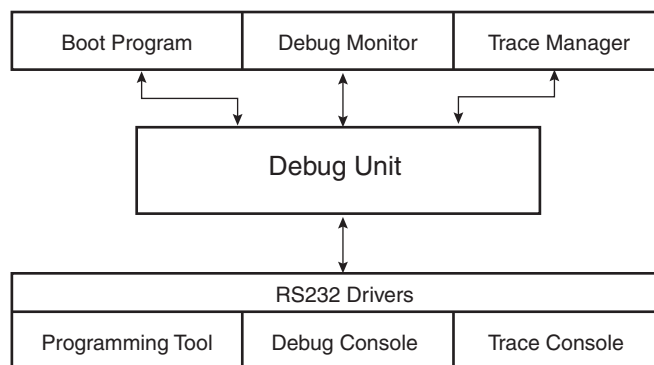 Boot Program Debug Monitor Trace Manager
Debug Unit
RS232 Drivers
Programming Tool Debug Console Trace Console